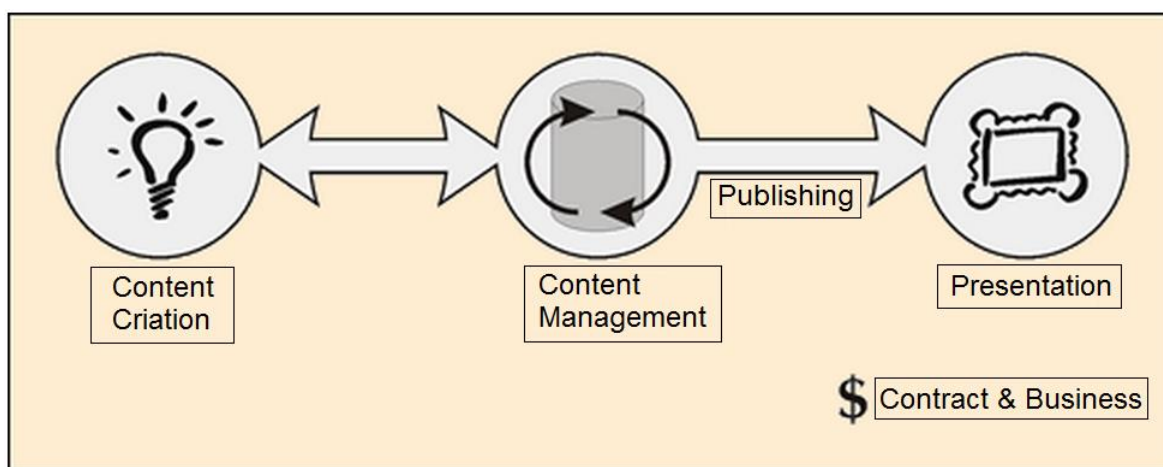 Publishing
Content
Criation
Content
Management
Presentation
$ Contract & Business